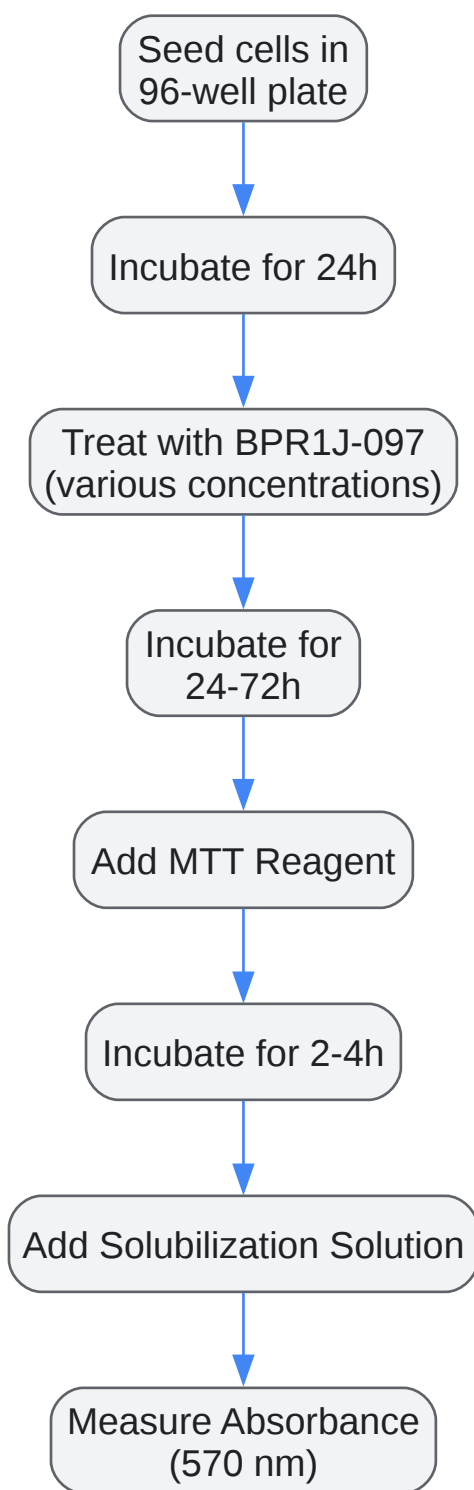 Seed cells in
96-well plate
Incubate for 24h
Treat with BPR1J-097
(various concentrations)
Incubate for
24-72h
Add MTT Reagent
Incubate for 2-4h
Add Solubilization Solution
Measure Absorbance
(570 nm)